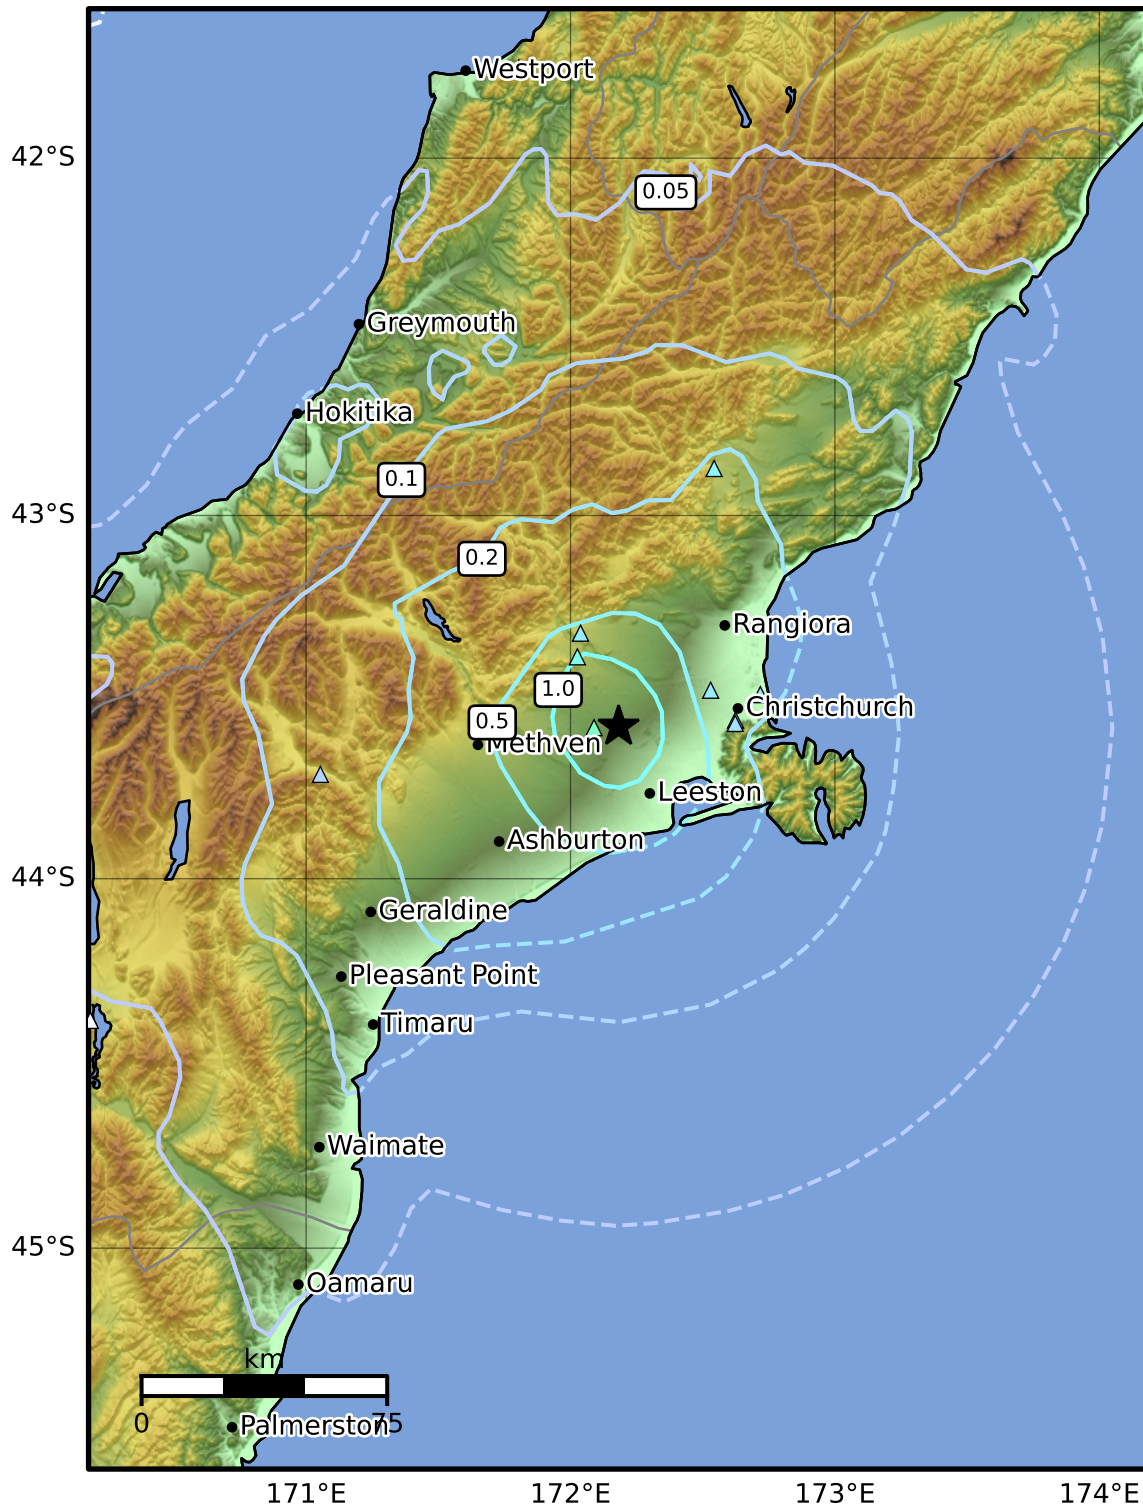 Westport
42°S
0.05
Greymouth
Hokitika
0.1
43°S
0.2
Rangiora
1.0
Christchurch
0.5
Methven
Leeston
Ashburton
44°S
Geraldine
Pleasant Point
Timaru
Waimate
45°S
Oamaru
km
0
75
Palmerston
171°E
172°E
173°E
174°E